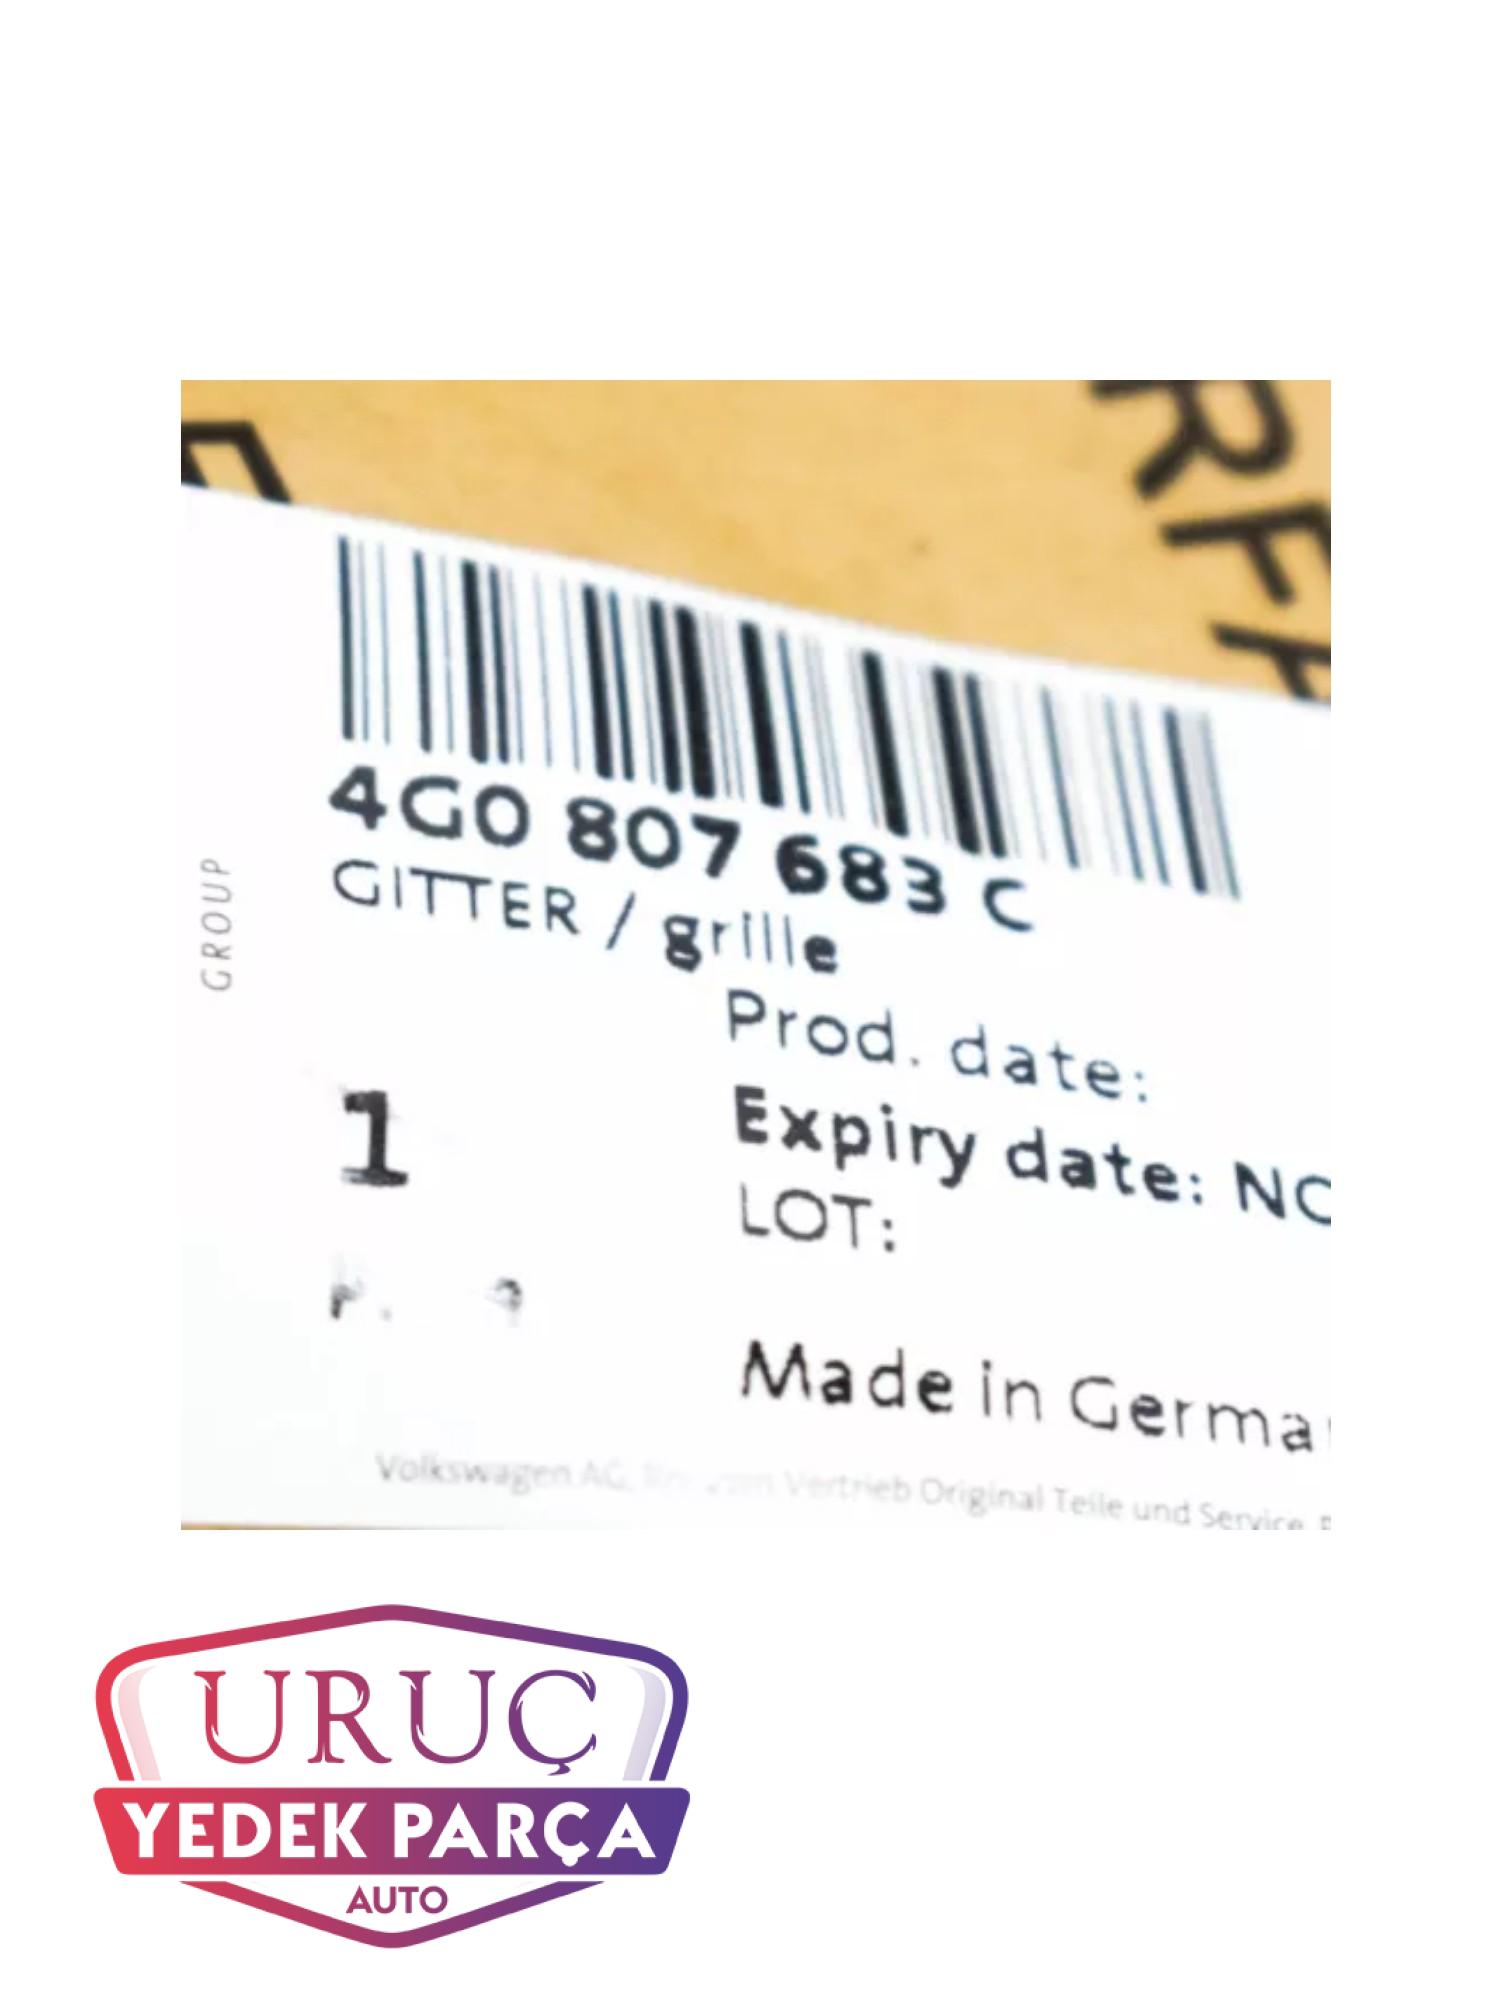 4G0 807 683 C
GITTER / grille
GROUP
Prod. date:
Expiry date: NO
1
LOT:
Made in Germa
Volkswagen AG, Vertrieb Original Teile und Service
URUÇ
YEDEK PARÇA
AUTO